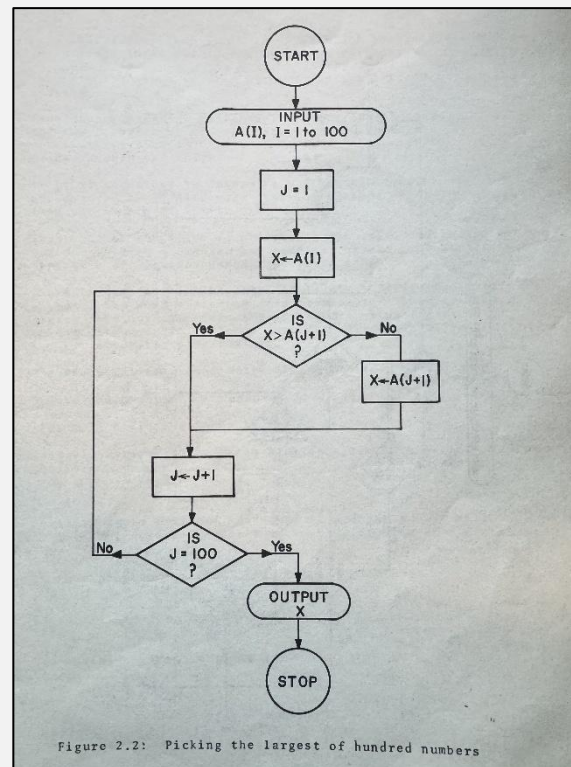 START
INPUT
A(I), I = 1 to 100
J = 1
X←A(1)
IS
X> A(J+1)
?
Yes
No
X←A(J+1)
J←J+1
IS
J = 100
?
No
Yes
OUTPUT
X
STOP
Figure 2.2: Picking the largest of hundred numbers